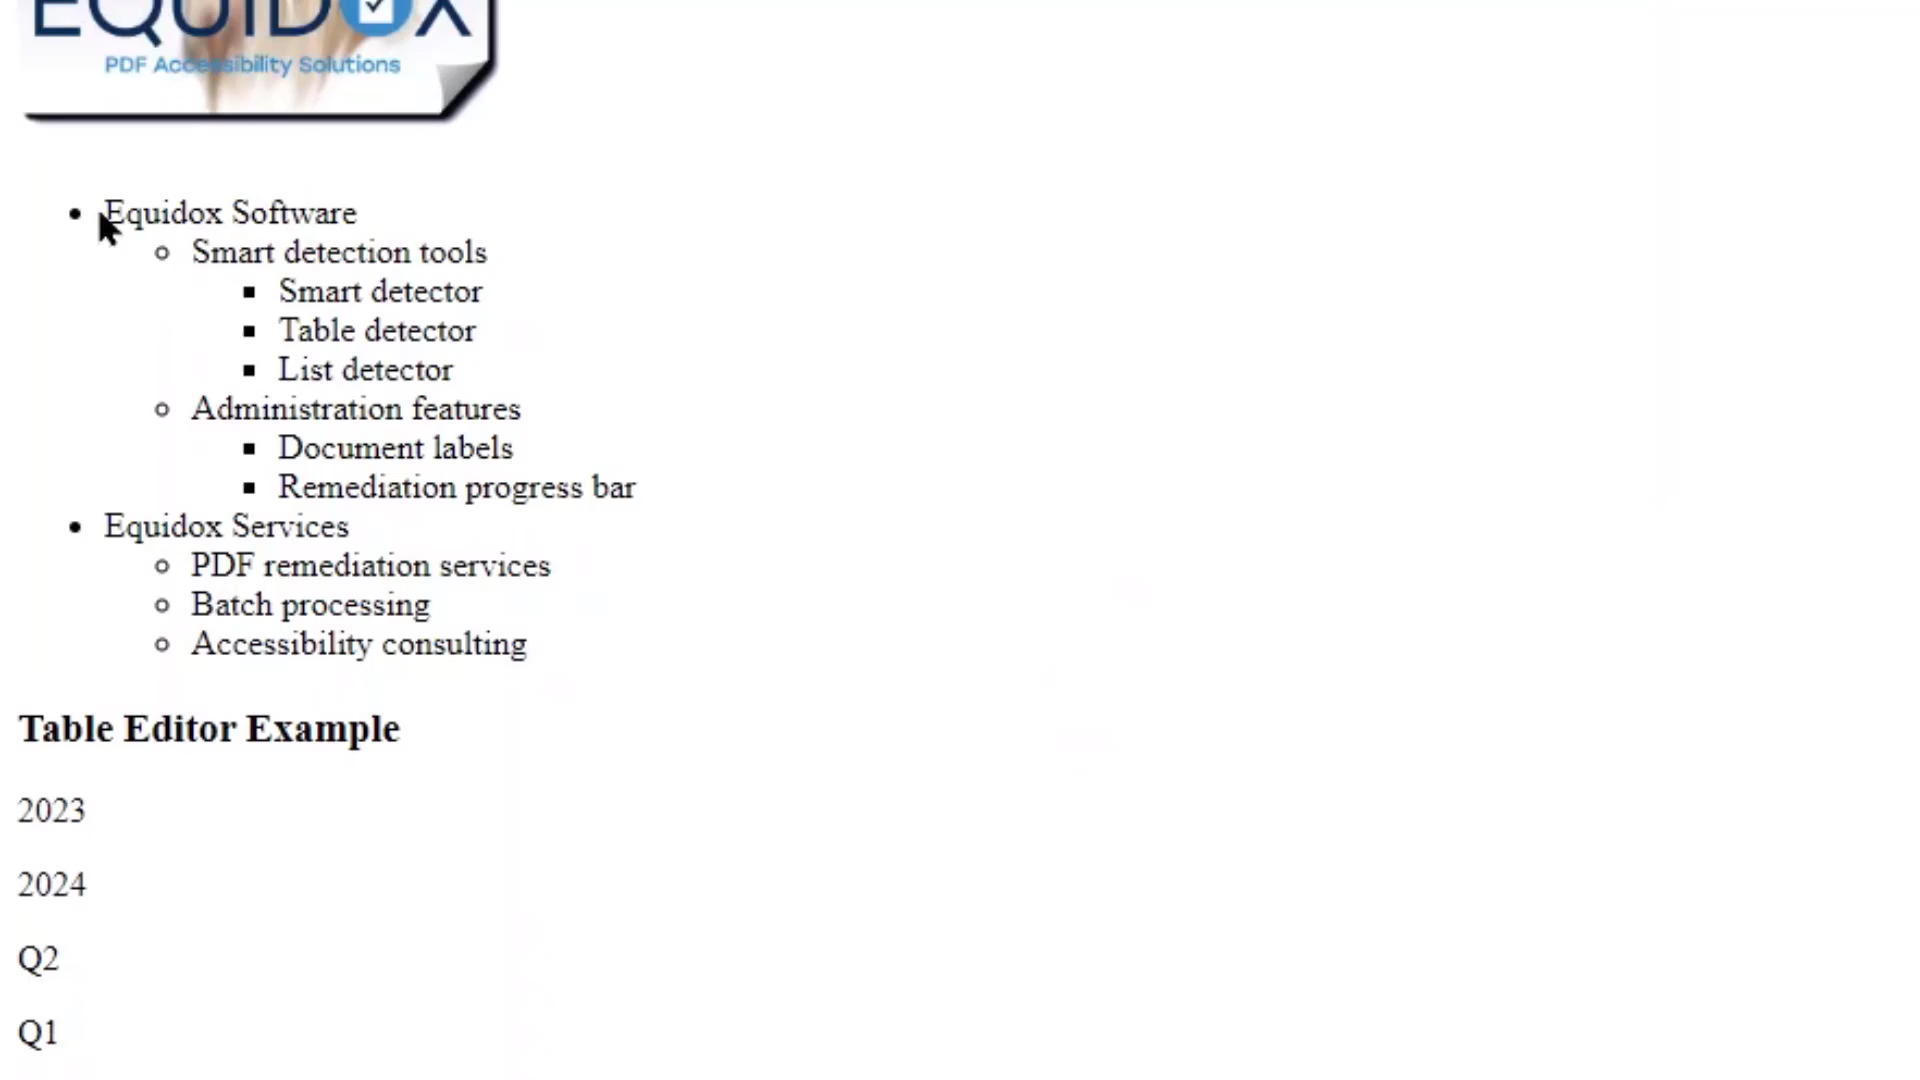 EQUIDOX
PDF Accessibility Solutions
Equidox Software
Smart detection tools
Smart detector
Table detector
List detector
Administration features
Document labels
Remediation progress bar
Equidox Services
PDF remediation services
Batch processing
Accessibility consulting
Table Editor Example
2023
2024
Q2
Q1